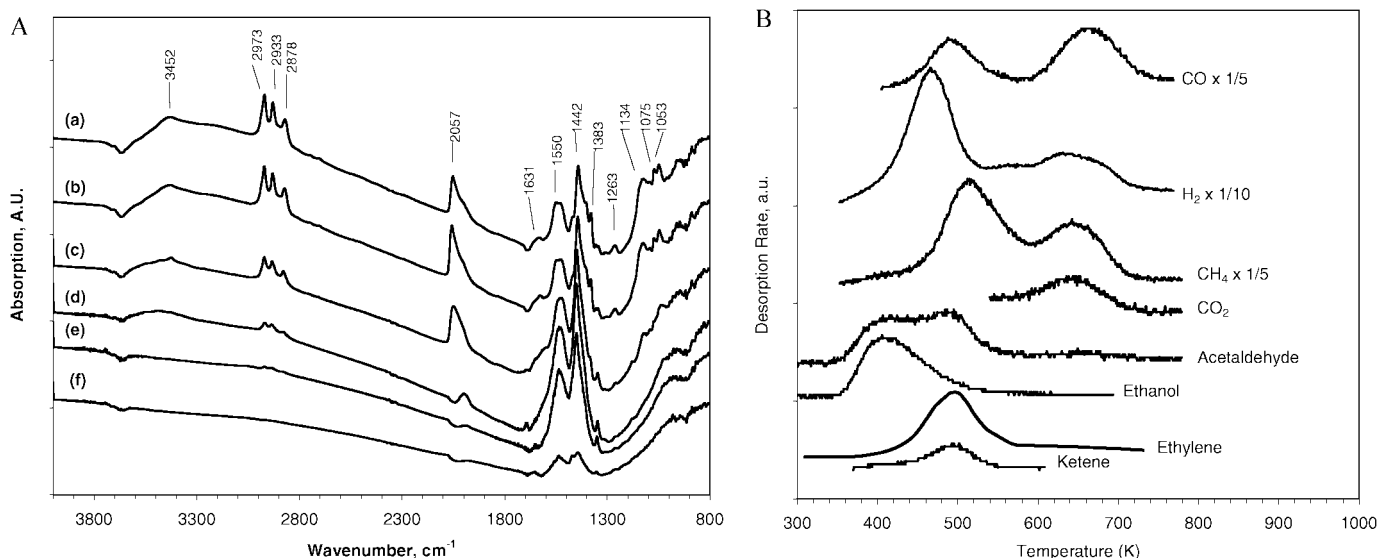 A
3452
2973
2933
2878
2057
1631
1550
1442
1383
1263
1134
1075
1053
(a)
(b)
(c)
(d)
(e)
(f)
Absorption, A.U.
3800 3300 2800 2300 1800 1300 800
Wavenumber, cm⁻¹
B
CO x 1/5
H₂ x 1/10
CH₄ x 1/5
CO₂
Acetaldehyde
Ethanol
Ethylene
Ketene
Desorption Rate, a.u.
300 400 500 600 700 800 900 1000
Temperature (K)